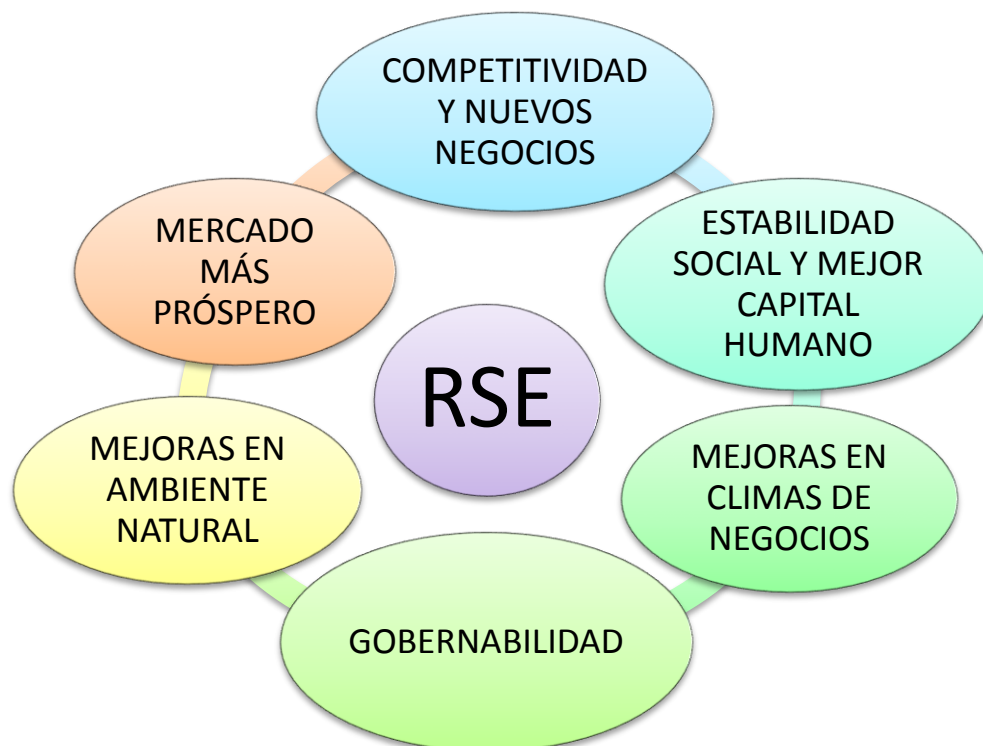 COMPETITIVIDAD
Y NUEVOS
NEGOCIOS
ESTABILIDAD
SOCIAL Y MEJOR
CAPITAL
HUMANO
MEJORAS EN
CLIMAS DE
NEGOCIOS
GOBERNABILIDAD
MEJORAS EN
AMBIENTE
NATURAL
MERCADO
MÁS
PRÓSPERO
RSE